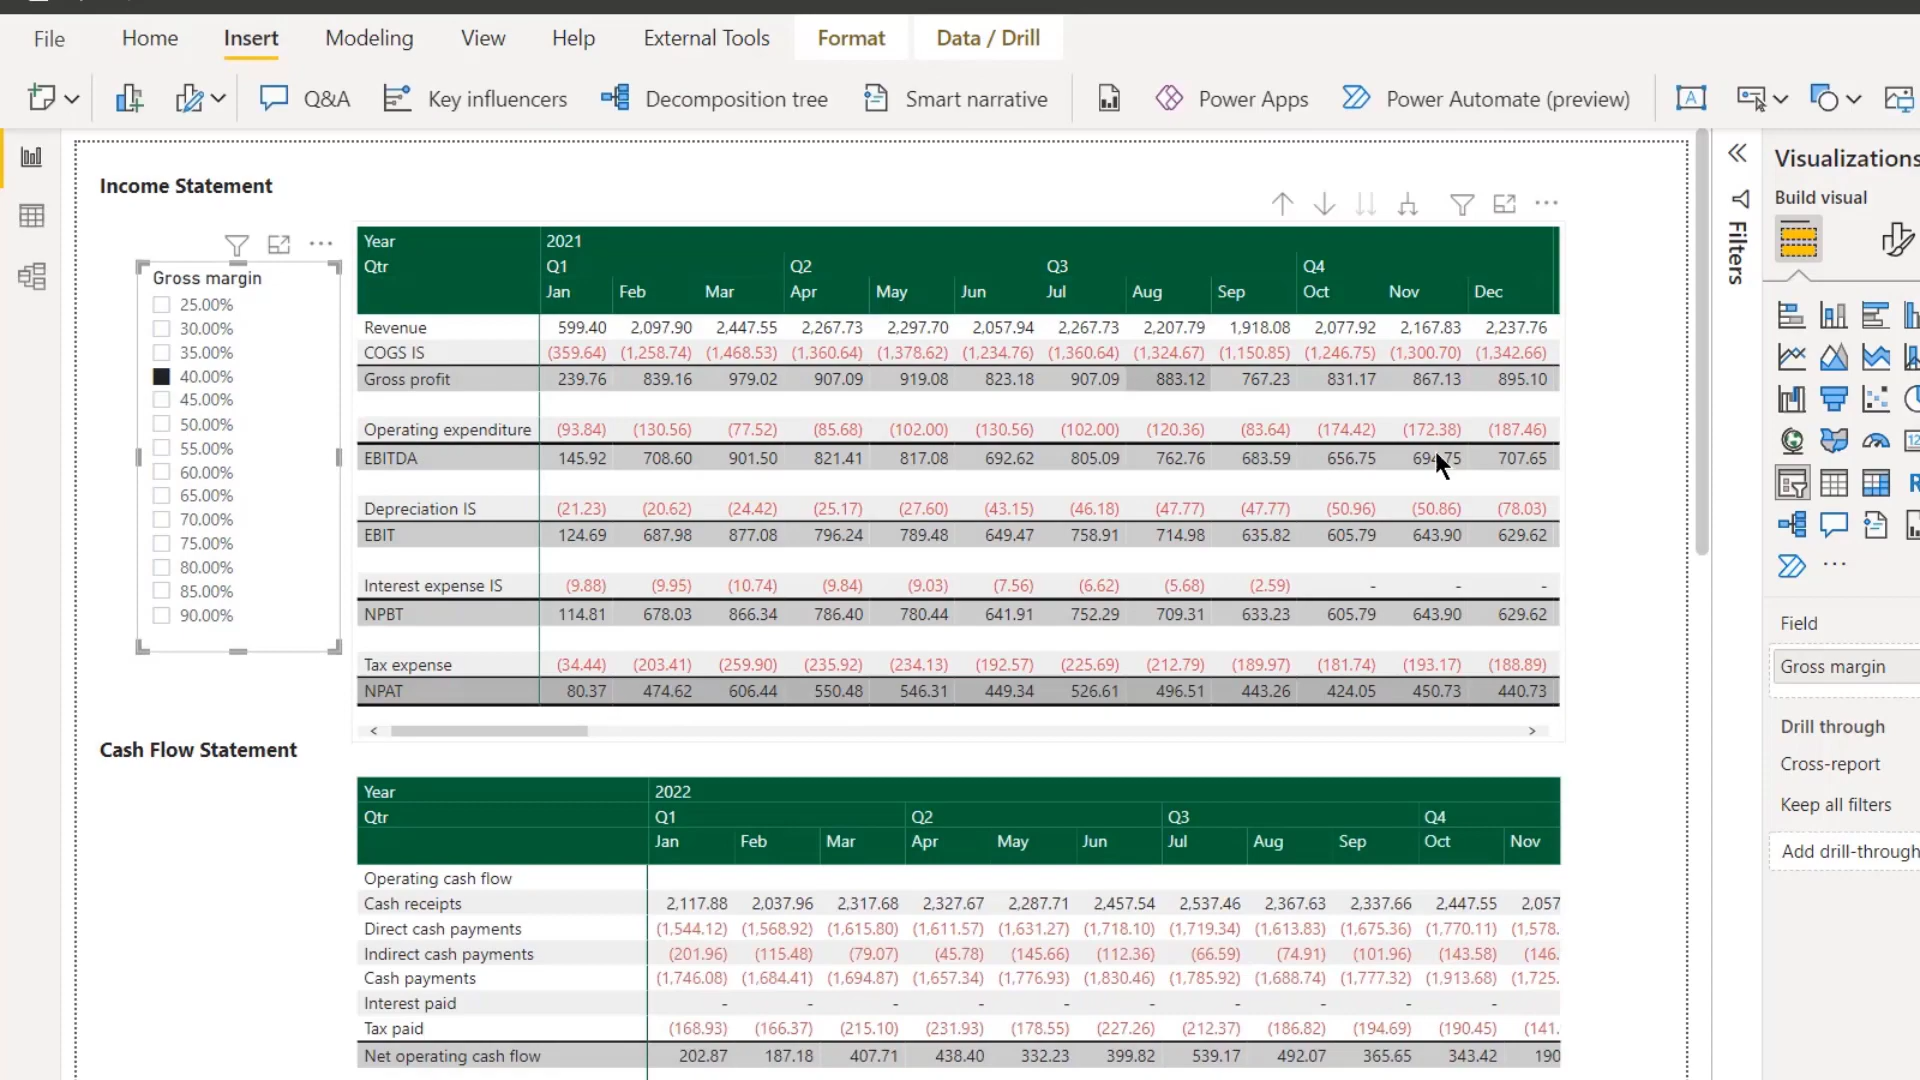 File Home Insert Modeling View Help External Tools Format Data / Drill
Q&A Key influencers Decomposition tree Smart narrative Power Apps Power Automate (preview)
Income Statement
Gross margin
25.00%
30.00%
35.00%
40.00%
45.00%
50.00%
55.00%
60.00%
65.00%
70.00%
75.00%
80.00%
85.00%
90.00%
Year 2021
Qtr Q1 Q2 Q3 Q4
Jan Feb Mar Apr May Jun Jul Aug Sep Oct Nov Dec
Revenue 599.40 2,097.90 2,447.55 2,267.73 2,297.70 2,057.94 2,267.73 2,207.79 1,918.08 2,077.92 2,167.83 2,237.76
COGS IS (359.64) (1,258.74) (1,468.53) (1,360.64) (1,378.62) (1,234.76) (1,360.64) (1,324.67) (1,150.85) (1,246.75) (1,300.70) (1,342.66)
Gross profit 239.76 839.16 979.02 907.09 919.08 823.18 907.09 883.12 767.23 831.17 867.13 895.10
Operating expenditure (93.84) (130.56) (77.52) (85.68) (102.00) (130.56) (102.00) (120.36) (83.64) (174.42) (172.38) (187.46)
EBITDA 145.92 708.60 901.50 821.41 817.08 692.62 805.09 762.76 683.59 656.75 694.75 707.65
Depreciation IS (21.23) (20.62) (24.42) (25.17) (27.60) (43.15) (46.18) (47.77) (47.77) (50.96) (50.86) (78.03)
EBIT 124.69 687.98 877.08 796.24 789.48 649.47 758.91 714.98 635.82 605.79 643.90 629.62
Interest expense IS (9.88) (9.95) (10.74) (9.84) (9.03) (7.56) (6.62) (5.68) (2.59) - - -
NPBT 114.81 678.03 866.34 786.40 780.44 641.91 752.29 709.31 633.23 605.79 643.90 629.62
Tax expense (34.44) (203.41) (259.90) (235.92) (234.13) (192.57) (225.69) (212.79) (189.97) (181.74) (193.17) (188.89)
NPAT 80.37 474.62 606.44 550.48 546.31 449.34 526.61 496.51 443.26 424.05 450.73 440.73
Cash Flow Statement
Year 2022
Qtr Q1 Q2 Q3 Q4
Jan Feb Mar Apr May Jun Jul Aug Sep Oct Nov
Operating cash flow
Cash receipts 2,117.88 2,037.96 2,317.68 2,327.67 2,287.71 2,457.54 2,537.46 2,367.63 2,337.66 2,447.55 2,057
Direct cash payments (1,544.12) (1,568.92) (1,615.80) (1,611.57) (1,631.27) (1,718.10) (1,719.34) (1,613.83) (1,675.36) (1,770.11) (1,578.
Indirect cash payments (201.96) (115.48) (79.07) (45.78) (145.66) (112.36) (66.59) (74.91) (101.96) (143.58) (146.
Cash payments (1,746.08) (1,684.41) (1,694.87) (1,657.34) (1,776.93) (1,830.46) (1,785.92) (1,688.74) (1,777.32) (1,913.68) (1,725.
Interest paid - - - - - - - - - -
Tax paid (168.93) (166.37) (215.10) (231.93) (178.55) (227.26) (212.37) (186.82) (194.69) (190.45) (141.
Net operating cash flow 202.87 187.18 407.71 438.40 332.23 399.82 539.17 492.07 365.65 343.42 190
Filters
Visualizations
Build visual
Field
Gross margin
Drill through
Cross-report
Keep all filters
Add drill-through